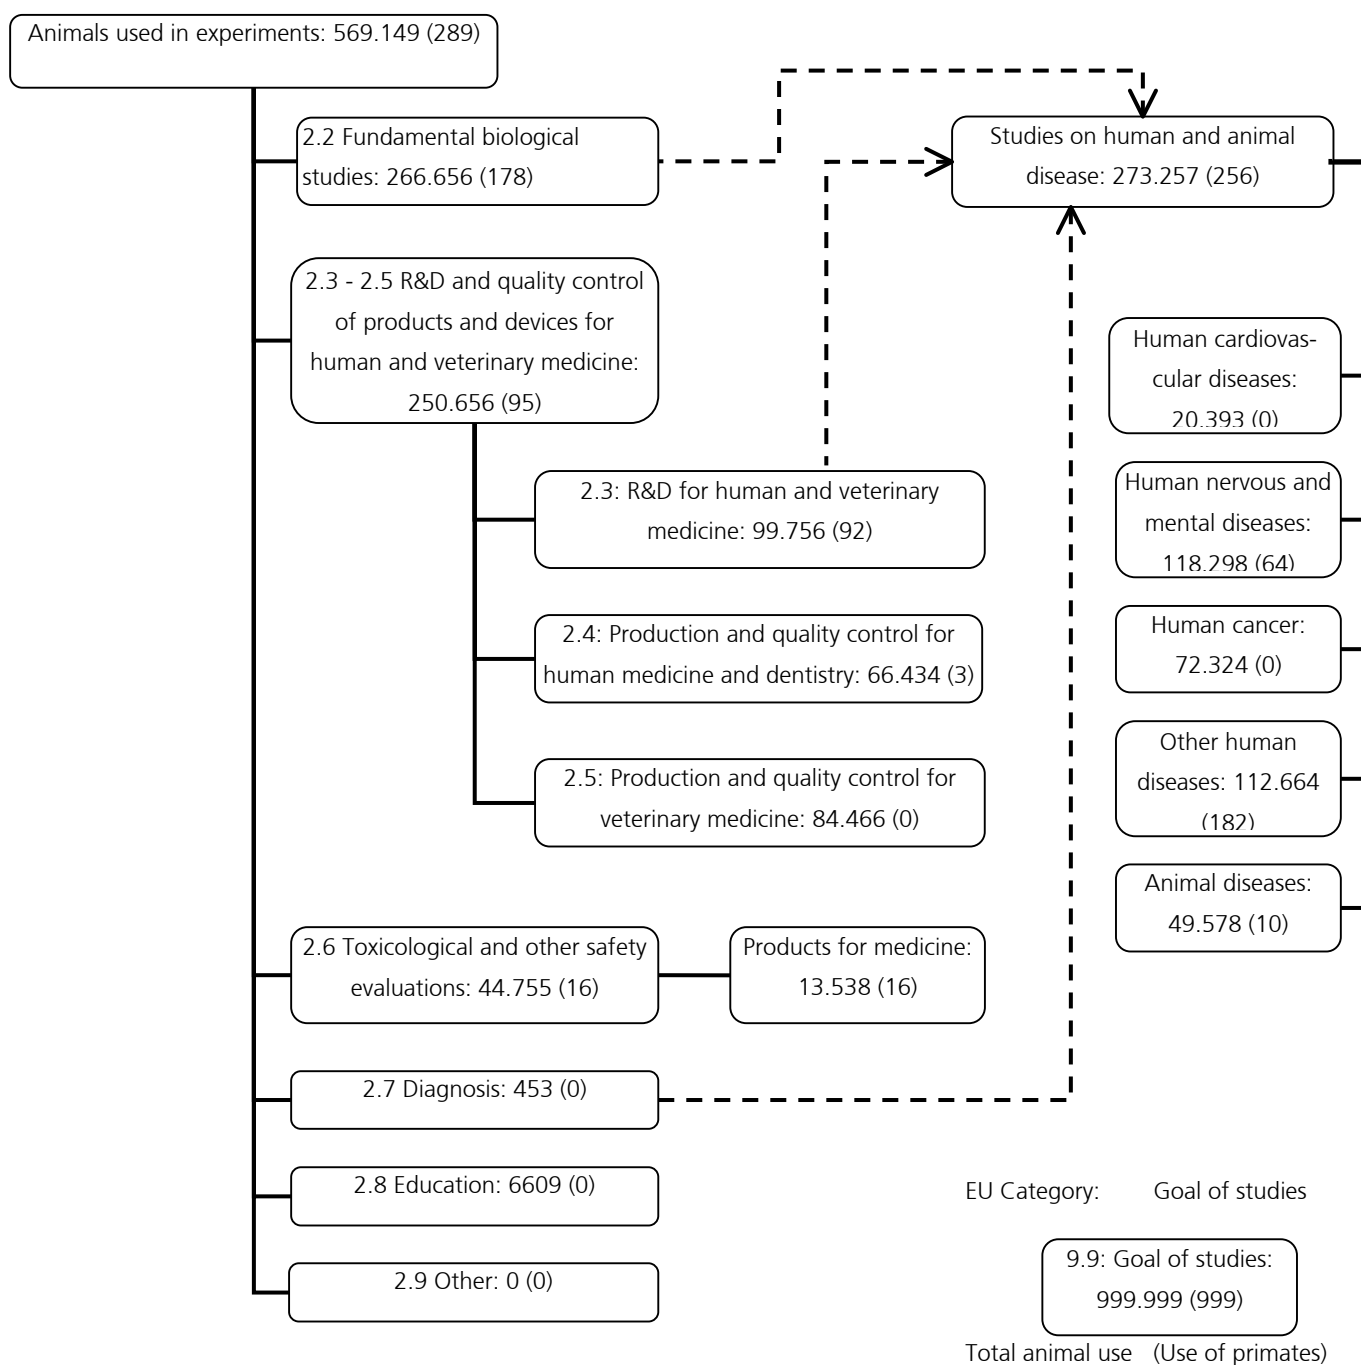 Animals used in experiments: 569.149 (289)
2.2 Fundamental biological
studies: 266.656 (178)
Studies on human and animal
disease: 273.257 (256)
2.3 - 2.5 R&D and quality control
of products and devices for
human and veterinary medicine:
250.656 (95)
Human cardiovas-
cular diseases:
20.393 (0)
2.3: R&D for human and veterinary
medicine: 99.756 (92)
Human nervous and
mental diseases:
118.298 (64)
2.4: Production and quality control for
human medicine and dentistry: 66.434 (3)
Human cancer:
72.324 (0)
2.5: Production and quality control for
veterinary medicine: 84.466 (0)
Other human
diseases: 112.664
(182)
Animal diseases:
49.578 (10)
2.6 Toxicological and other safety
evaluations: 44.755 (16)
Products for medicine:
13.538 (16)
2.7 Diagnosis: 453 (0)
2.8 Education: 6609 (0)
2.9 Other: 0 (0)
EU Category: Goal of studies
9.9: Goal of studies:
999.999 (999)
Total animal use (Use of primates)